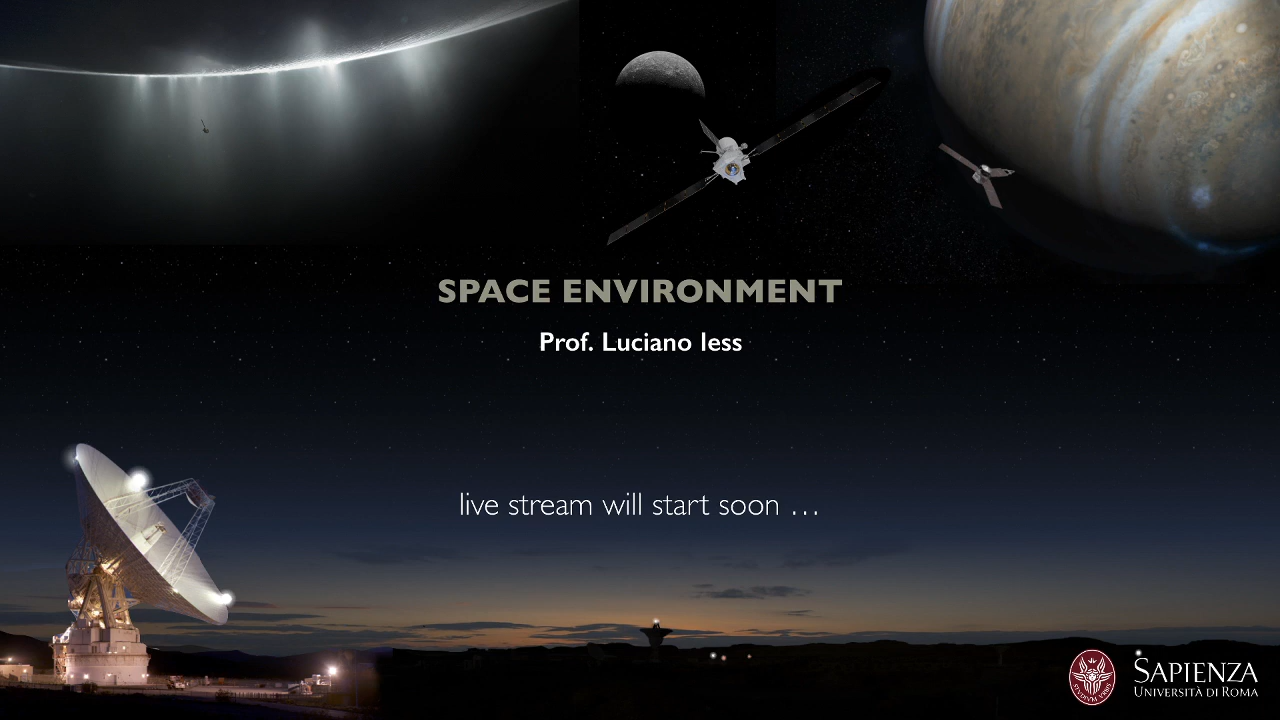 SPACE ENVIRONMENT
Prof. Luciano Iess
live stream will start soon ...
SAPIENZA
UNIVERSITÀ DI ROMA